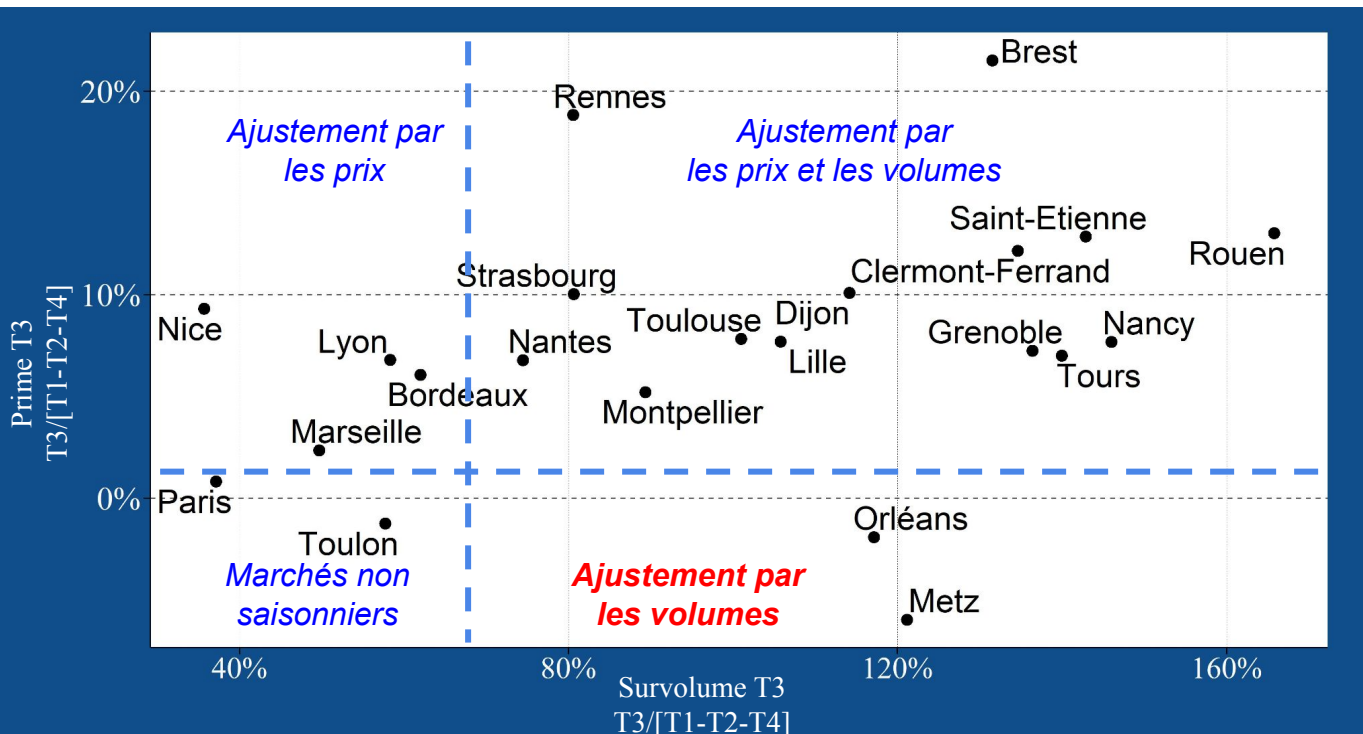 Brest
20%
Rennes
Ajustement par
les prix
Ajustement par
les prix et les volumes
Saint-Etienne
Rouen
Clermont-Ferrand
Strasbourg
10%
Nice
Lyon
Nantes
Toulouse
Dijon
Lille
Grenoble
Nancy
Tours
Bordeaux
Montpellier
Marseille
Prime T3
T3/[T1-T2-T4]
0%
Paris
Toulon
Orléans
Marchés non
saisonniers
Ajustement par
les volumes
Metz
40%
80%
120%
160%
Survolume T3
T3/[T1-T2-T4]